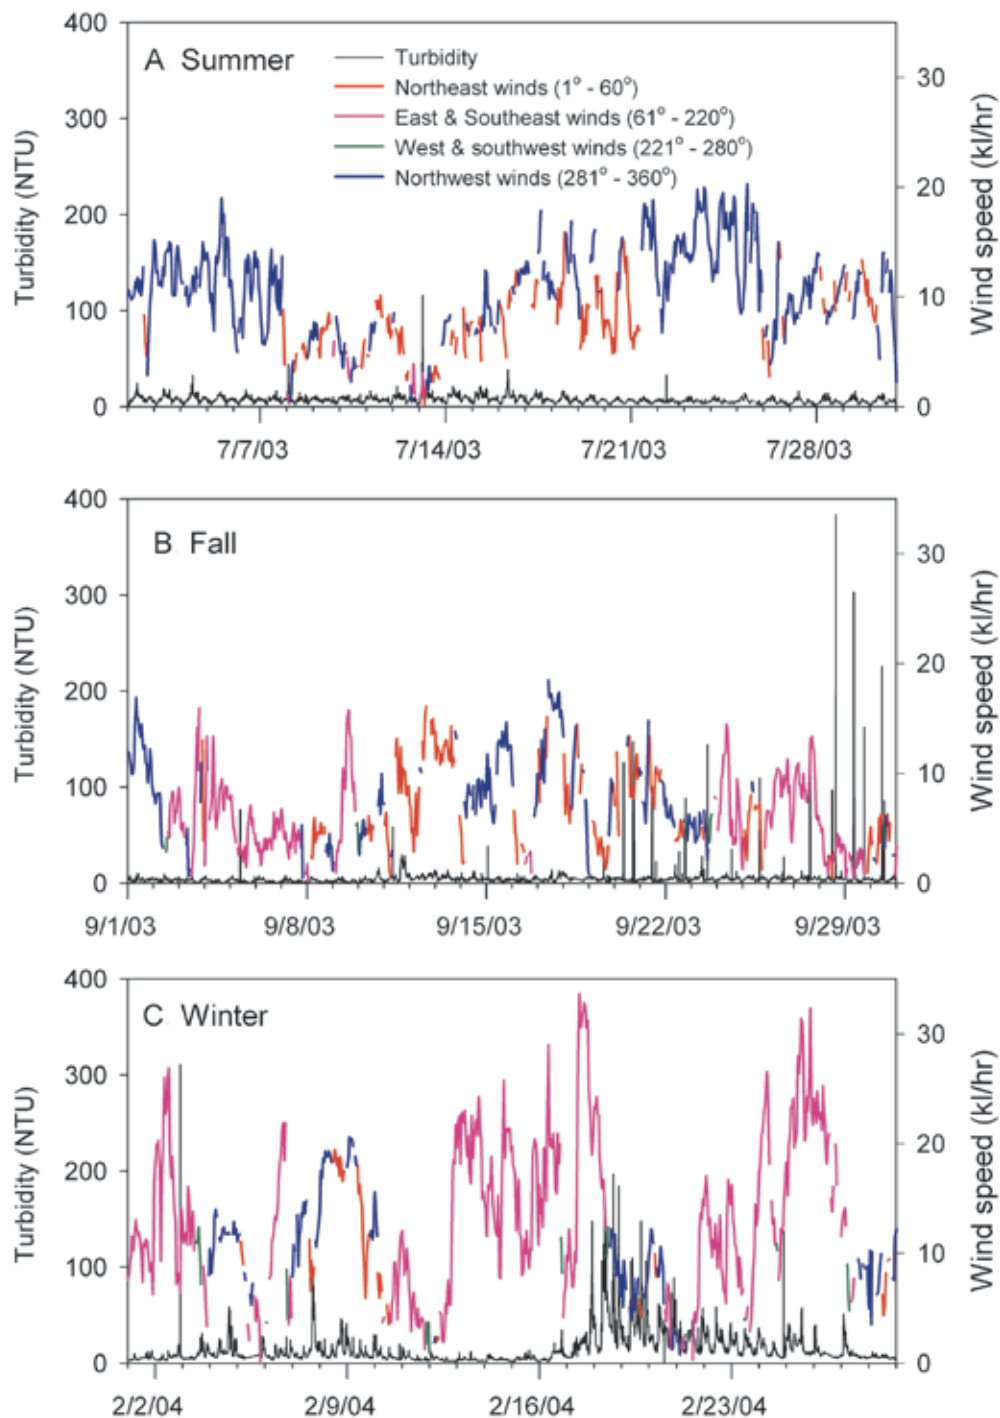 400
A Summer
Turbidity
Northeast winds (1° - 60°)
East & Southeast winds (61° - 220°)
West & southwest winds (221° - 280°)
Northwest winds (281° - 360°)
300
200
100
0
Turbidity (NTU)
30
20
10
0
Wind speed (kl/hr)
7/7/03 7/14/03 7/21/03 7/28/03
400
B Fall
300
200
100
0
Turbidity (NTU)
30
20
10
0
Wind speed (kl/hr)
9/1/03 9/8/03 9/15/03 9/22/03 9/29/03
400
C Winter
300
200
100
0
Turbidity (NTU)
30
20
10
0
Wind speed (kl/hr)
2/2/04 2/9/04 2/16/04 2/23/04